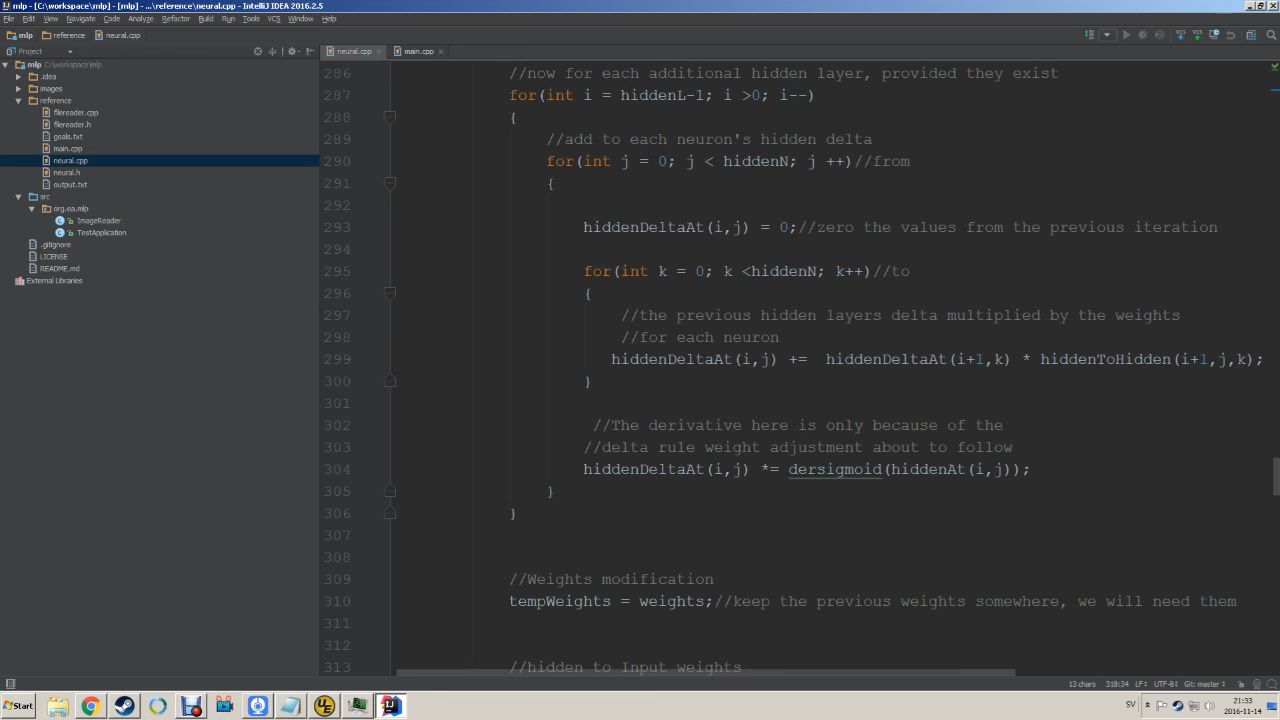 mlp - [C:\workspace\mlp] - [mlp] - ...\reference\neural.cpp - IntelliJ IDEA 2016.2.5
File Edit View Navigate Code Analyze Refactor Build Run Tools VCS Window Help
mlp reference neural.cpp
Project
neural.cpp main.cpp
mlp C:\workspace\mlp
.idea
images
reference
filereader.cpp
filereader.h
goals.txt
main.cpp
neural.cpp
neural.h
output.txt
src
org.ea.mlp
ImageReader
TestApplication
.gitignore
LICENSE
README.md
External Libraries
286 //now for each additional hidden layer, provided they exist
287 for(int i = hiddenL-1; i >0; i--)
288 {
289 //add to each neuron's hidden delta
290 for(int j = 0; j < hiddenN; j ++)//from
291 {
292
293 hiddenDeltaAt(i,j) = 0;//zero the values from the previous iteration
294
295 for(int k = 0; k <hiddenN; k++)//to
296 {
297 //the previous hidden layers delta multiplied by the weights
298 //for each neuron
299 hiddenDeltaAt(i,j) += hiddenDeltaAt(i+1,k) * hiddenToHidden(i+1,j,k);
300 }
301
302 //The derivative here is only because of the
303 //delta rule weight adjustment about to follow
304 hiddenDeltaAt(i,j) *= dersigmoid(hiddenAt(i,j));
305 }
306 }
307
308
309 //Weights modification
310 tempWeights = weights;//keep the previous weights somewhere, we will need them
311
312
313 //hidden to Input weights
13 chars 318:34 LF÷ UTF-8÷ Git: master÷
Start
SV
21:33
2016-11-14